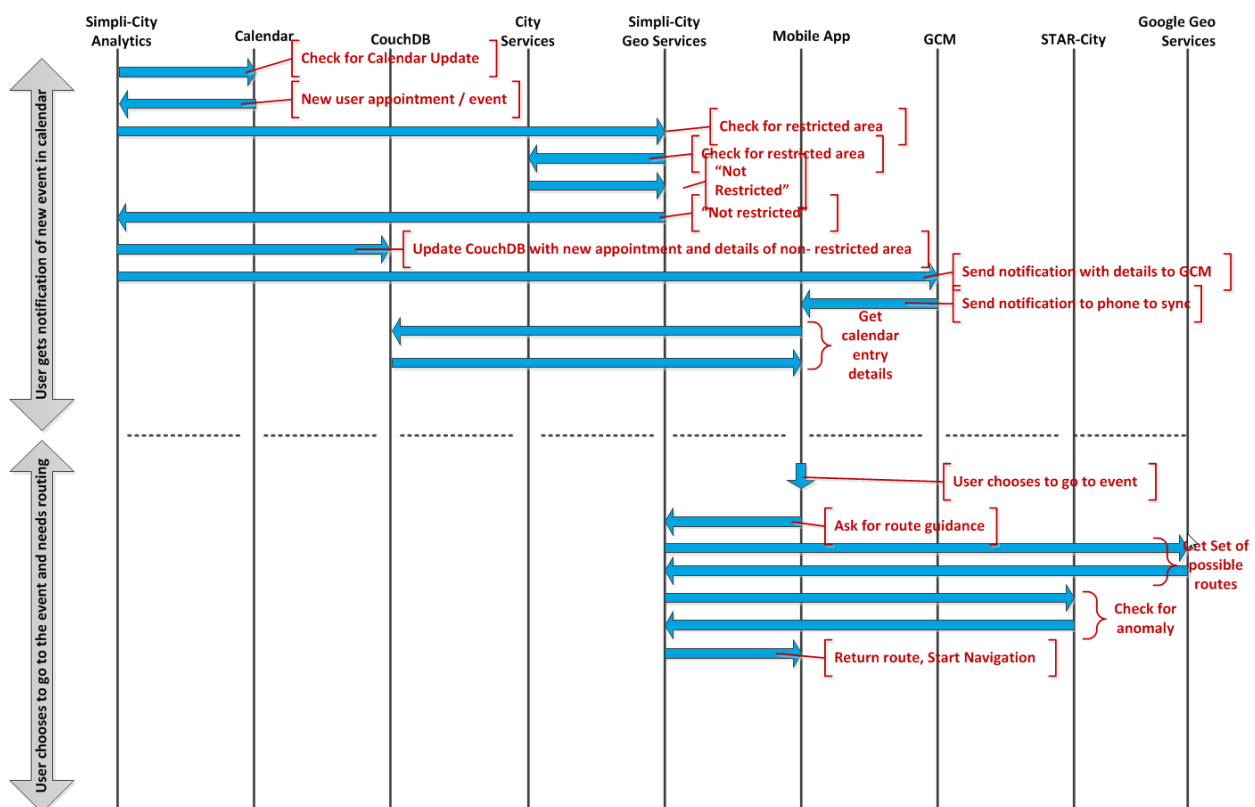 Simpli-City
Analytics
Calendar
CouchDB
City
Services
Simpli-City
Geo Services
Mobile App
GCM
STAR-City
Google Geo
Services
User gets notification of new event in calendar
Check for Calendar Update
New user appointment / event
Check for restricted area
Check for restricted area
“Not
Restricted”
“Not restricted”
Update CouchDB with new appointment and details of non- restricted area
Send notification with details to GCM
Send notification to phone to sync
Get
calendar
entry
details
User chooses to go to the event and needs routing
User chooses to go to event
Ask for route guidance
Get Set of
possible
routes
Check for
anomaly
Return route, Start Navigation